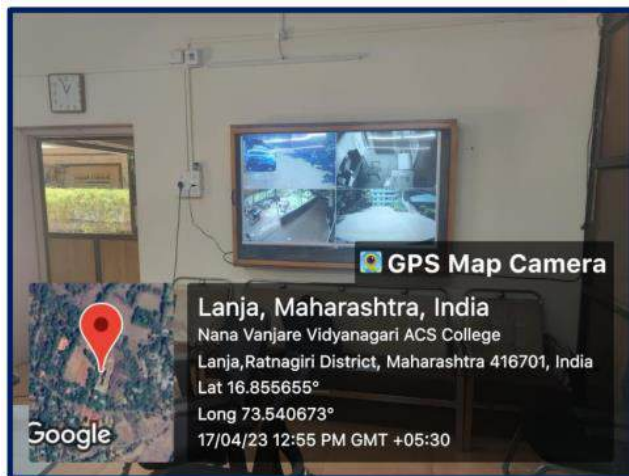 GPS Map Camera
Lanja, Maharashtra, India
Nana Vanjare Vidyanagari ACS College
Lanja,Ratnagiri District, Maharashtra 416701, India
Lat 16.855655°
Long 73.540673°
17/04/23 12:55 PM GMT +05:30
Google